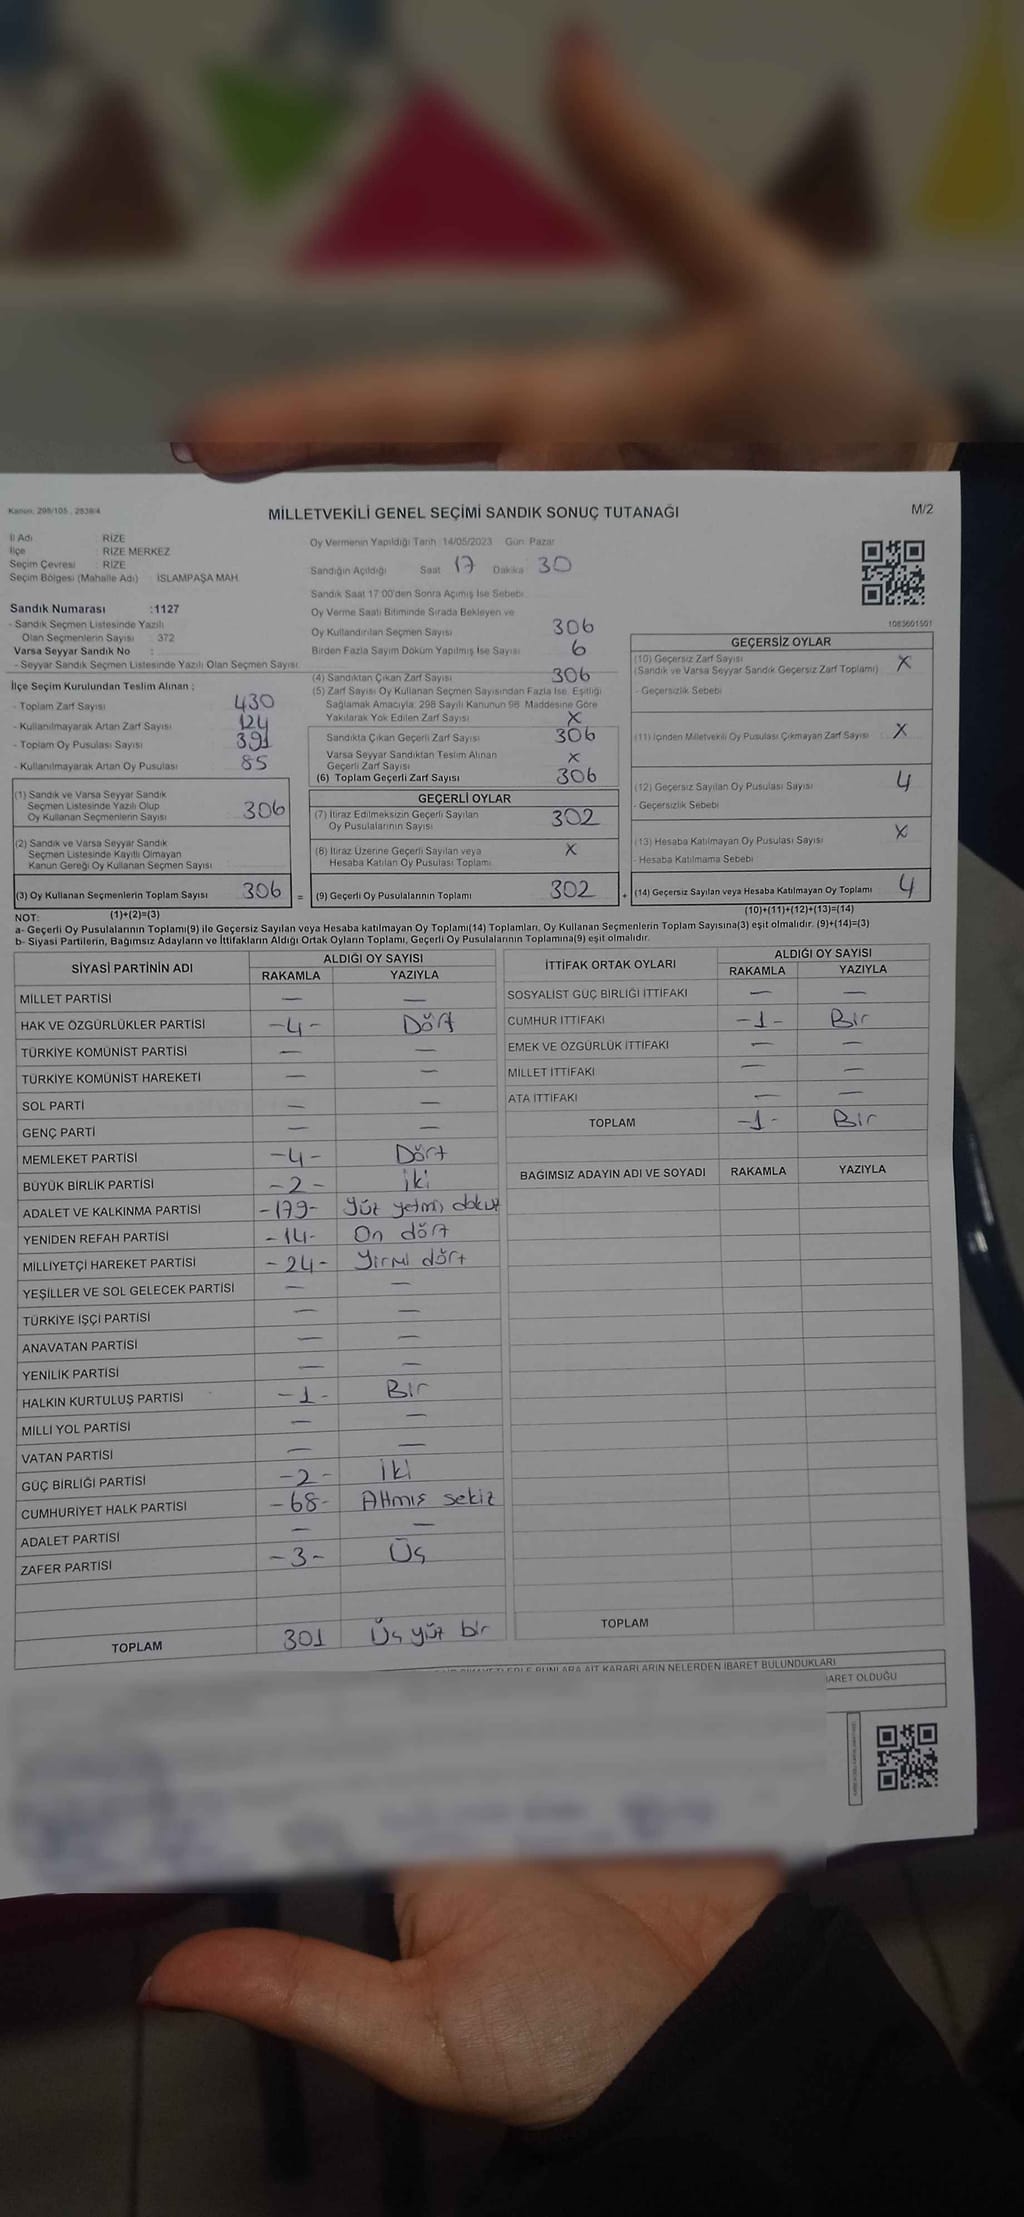 Kanun: 298/105, 2839/4
MİLLETVEKİLİ GENEL SEÇİMİ SANDIK SONUÇ TUTANAĞI
M/2
İl Adı RİZE
İlçe RİZE MERKEZ
Seçim Çevresi RİZE
Seçim Bölgesi (Mahalle Adı) İSLAMPAŞA MAH
Oy Vermenin Yapıldığı Tarih :14/05/2023 Gün: Pazar
Sandığın Açıldığı Saat 17 Dakika 30
Sandık Saat 17:00'den Sonra Açımış İse Sebebi
Sandık Numarası :1127
- Sandık Seçmen Listesinde Yazılı
Olan Seçmenlerin Sayısı : 372
Varsa Seyyar Sandık No :
- Seyyar Sandık Seçmen Listesinde Yazılı Olan Seçmen Sayısı
Oy Verme Saati Bitiminde Sırada Bekleyen ve
Oy Kullandırılan Seçmen Sayısı 306
Birden Fazla Sayım Döküm Yapılmış İse Sayısı 6
1083601501
İlçe Seçim Kurulundan Teslim Alınan ;
- Toplam Zarf Sayısı 430
- Kullanılmayarak Artan Zarf Sayısı 124
- Toplam Oy Pusulası Sayısı 391
- Kullanılmayarak Artan Oy Pusulası 85
(4) Sandıktan Çıkan Zarf Sayısı 306
(5) Zarf Sayısı Oy Kullanan Seçmen Sayısından Fazla İse, Eşitliği
Sağlamak Amacıyla; 298 Sayılı Kanunun 98. Maddesine Göre
Yakılarak Yok Edilen Zarf Sayısı X
Sandıkta Çıkan Geçerli Zarf Sayısı 306
Varsa Seyyar Sandıktan Teslim Alınan
Geçerli Zarf Sayısı X
(6) Toplam Geçerli Zarf Sayısı 306
GEÇERSİZ OYLAR
(10) Geçersiz Zarf Sayısı X
(Sandık ve Varsa Seyyar Sandık Geçersiz Zarf Toplamı)
- Geçersizlik Sebebi
(11) İçinden Milletvekili Oy Pusulası Çıkmayan Zarf Sayısı X
(12) Geçersiz Sayılan Oy Pusulası Sayısı 4
- Geçersizlik Sebebi
(13) Hesaba Katılmayan Oy Pusulası Sayısı X
- Hesaba Katılmama Sebebi
(14) Geçersiz Sayılan veya Hesaba Katılmayan Oy Toplamı 4
(10)+(11)+(12)+(13)=(14)
(1) Sandık ve Varsa Seyyar Sandık
Seçmen Listesinde Yazılı Olup
Oy Kullanan Seçmenlerin Sayısı 306
(2) Sandık ve Varsa Seyyar Sandık
Seçmen Listesinde Kayıtlı Olmayan
Kanun Gereği Oy Kullanan Seçmen Sayısı
(3) Oy Kullanan Seçmenlerin Toplam Sayısı 306 =
GEÇERLİ OYLAR
(7) İtiraz Edilmeksizin Geçerli Sayılan
Oy Pusulalarının Sayısı 302
(8) İtiraz Üzerine Geçerli Sayılan veya
Hesaba Katılan Oy Pusulası Toplamı X
(9) Geçerli Oy Pusulalarının Toplamı 302 +
NOT: (1)+(2)=(3)
a- Geçerli Oy Pusulalarının Toplamı(9) ile Geçersiz Sayılan veya Hesaba katılmayan Oy Toplamı(14) Toplamları, Oy Kullanan Seçmenlerin Toplam Sayısına(3) eşit olmalıdır. (9)+(14)=(3)
b- Siyasi Partilerin, Bağımsız Adayların ve İttifakların Aldığı Ortak Oyların Toplamı, Geçerli Oy Pusulalarının Toplamına(9) eşit olmalıdır.
SİYASİ PARTİNİN ADI ALDIĞI OY SAYISI
RAKAMLA YAZIYLA
MİLLET PARTİSİ — —
HAK VE ÖZGÜRLÜKLER PARTİSİ -4- Dört
TÜRKİYE KOMÜNİST PARTİSİ — —
TÜRKİYE KOMÜNİST HAREKETİ — —
SOL PARTİ — —
GENÇ PARTİ — —
MEMLEKET PARTİSİ -4- Dört
BÜYÜK BİRLİK PARTİSİ -2- İki
ADALET VE KALKINMA PARTİSİ -179- Yüz yetmiş dokuz
YENİDEN REFAH PARTİSİ -14- On dört
MİLLİYETÇİ HAREKET PARTİSİ -24- Yirmi dört
YEŞİLLER VE SOL GELECEK PARTİSİ — —
TÜRKİYE İŞÇİ PARTİSİ — —
ANAVATAN PARTİSİ — —
YENİLİK PARTİSİ — —
HALKIN KURTULUŞ PARTİSİ -1- Bir
MİLLİ YOL PARTİSİ — —
VATAN PARTİSİ — —
GÜÇ BİRLİĞİ PARTİSİ -2- İki
CUMHURİYET HALK PARTİSİ -68- Altmış sekiz
ADALET PARTİSİ — —
ZAFER PARTİSİ -3- Üç
TOPLAM 301 Üç yüz bir
İTTİFAK ORTAK OYLARI ALDIĞI OY SAYISI
RAKAMLA YAZIYLA
SOSYALİST GÜÇ BİRLİĞİ İTTİFAKI — —
CUMHUR İTTİFAKI -1- Bir
EMEK VE ÖZGÜRLÜK İTTİFAKI — —
MİLLET İTTİFAKI — —
ATA İTTİFAKI — —
TOPLAM -1- Bir
BAĞIMSIZ ADAYIN ADI VE SOYADI RAKAMLA YAZIYLA
TOPLAM
BUNLARA AİT KARARLARIN NELERDEN İBARET BULUNDUKLARI
İBARET OLDUĞU